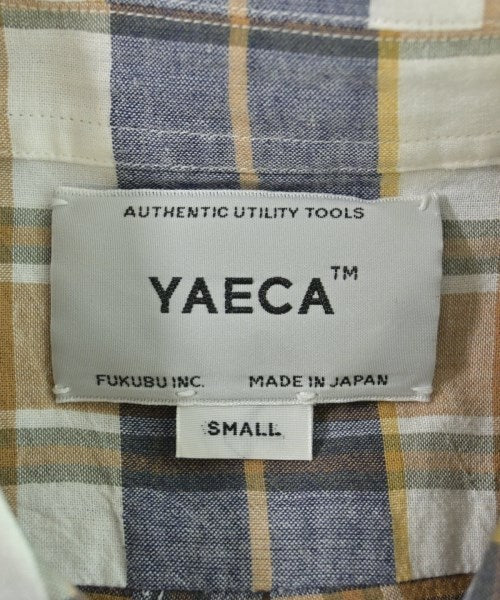 AUTHENTIC UTILITY TOOLS
YAECA™
FUKUBU INC. MADE IN JAPAN
SMALL